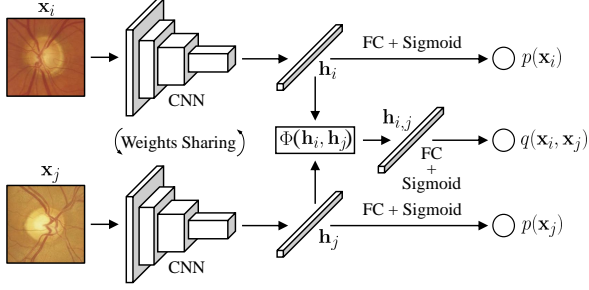 x_i
CNN
h_i
FC + Sigmoid
p(x_i)
Weights Sharing
Φ(h_i, h_j)
h_{i,j}
FC
+
Sigmoid
q(x_i, x_j)
x_j
CNN
h_j
FC + Sigmoid
p(x_j)